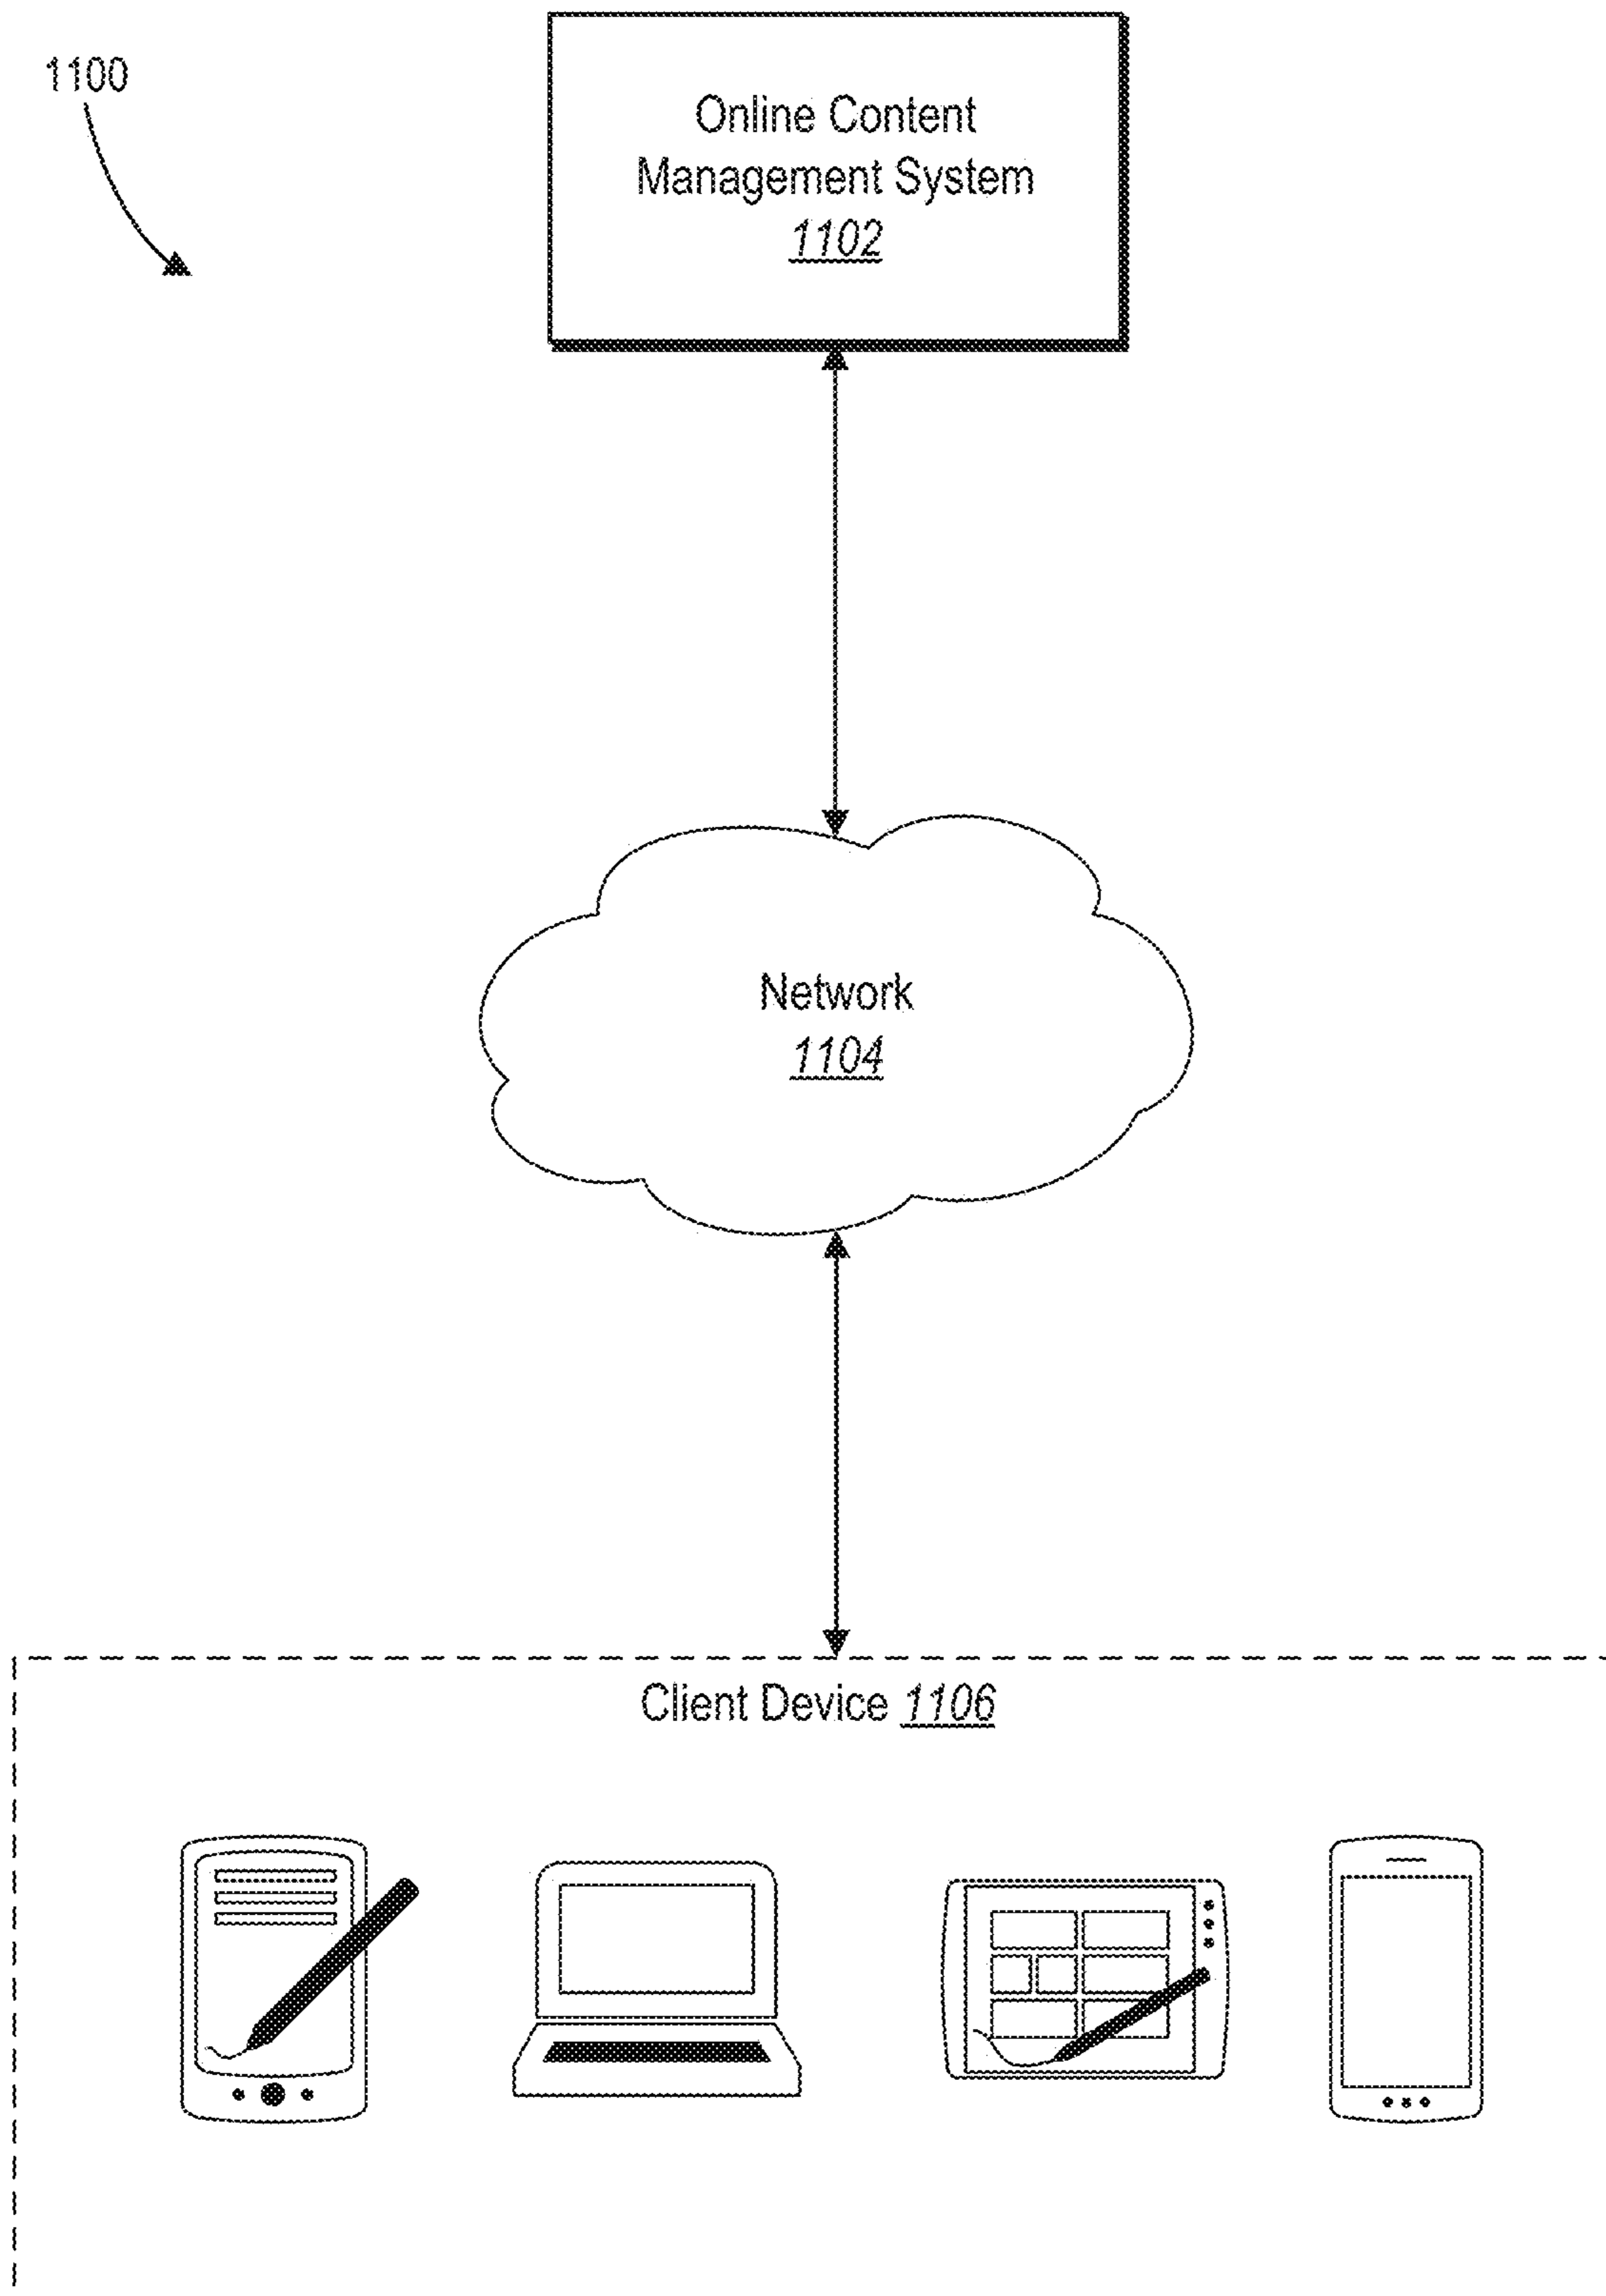 1100
Online Content
Management System
1102
Network
1104
Client Device 1106